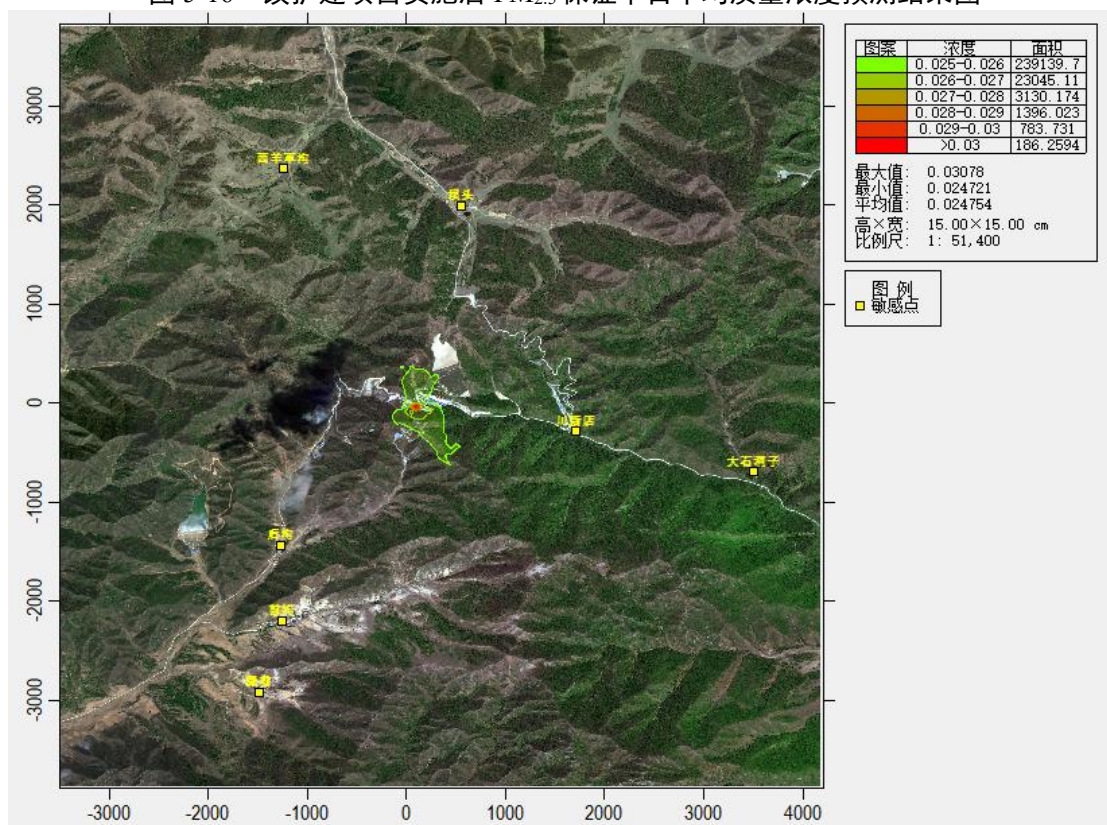 图案 浓度 面积
0.025-0.026 239139.7
0.026-0.027 23045.11
0.027-0.028 3130.174
0.028-0.029 1396.023
0.029-0.03 783.731
>0.03 186.2594
最大值: 0.03078
最小值: 0.024721
平均值: 0.024754
高×宽: 15.00×15.00 cm
比例尺: 1: 51,400
图 例
敏感点
3000
2000
1000
0
-1000
-2000
-3000
大石洞子
后沟
-3000 -2000 -1000 0 1000 2000 3000 4000